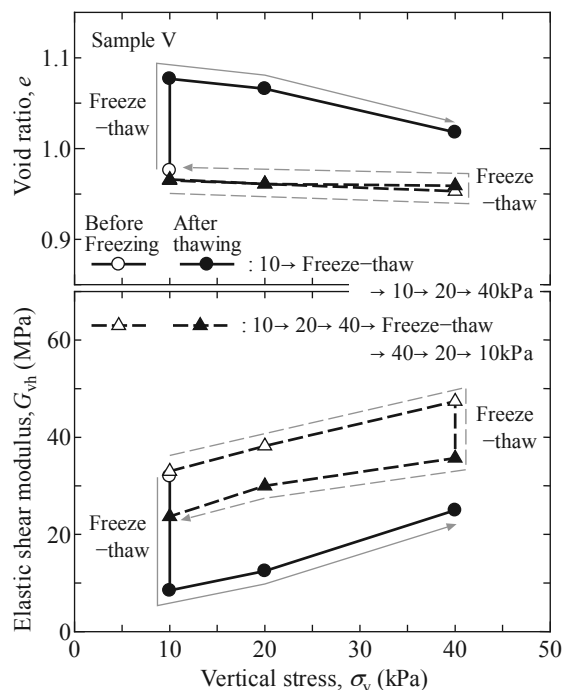 Sample V
1.1
1.0
0.9
Void ratio, e
Freeze
−thaw
Freeze
−thaw
Before
Freezing
After
thawing
: 10→ Freeze−thaw
→ 10→ 20→ 40kPa
: 10→ 20→ 40→ Freeze−thaw
→ 40→ 20→ 10kPa
60
40
20
0
Elastic shear modulus, Gvh (MPa)
Freeze
−thaw
Freeze
−thaw
0 10 20 30 40 50
Vertical stress, σv (kPa)